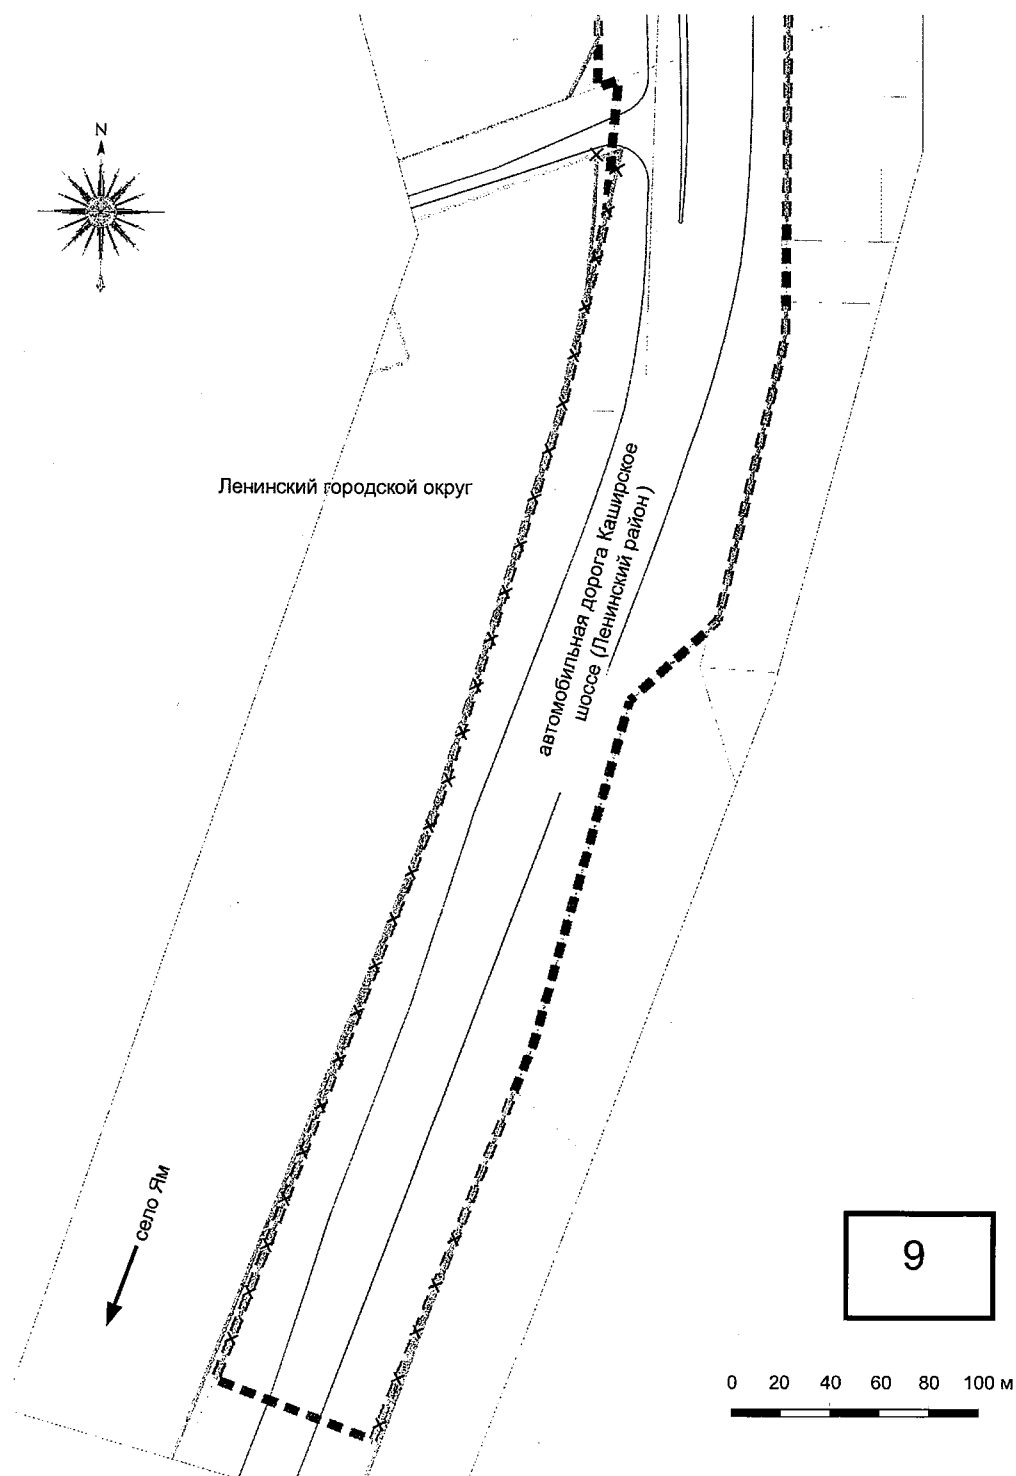 N
Ленинский городской округ
автомобильная дорога Каширское
шоссе (Ленинский район)
село Ям
9
0 20 40 60 80 100 м